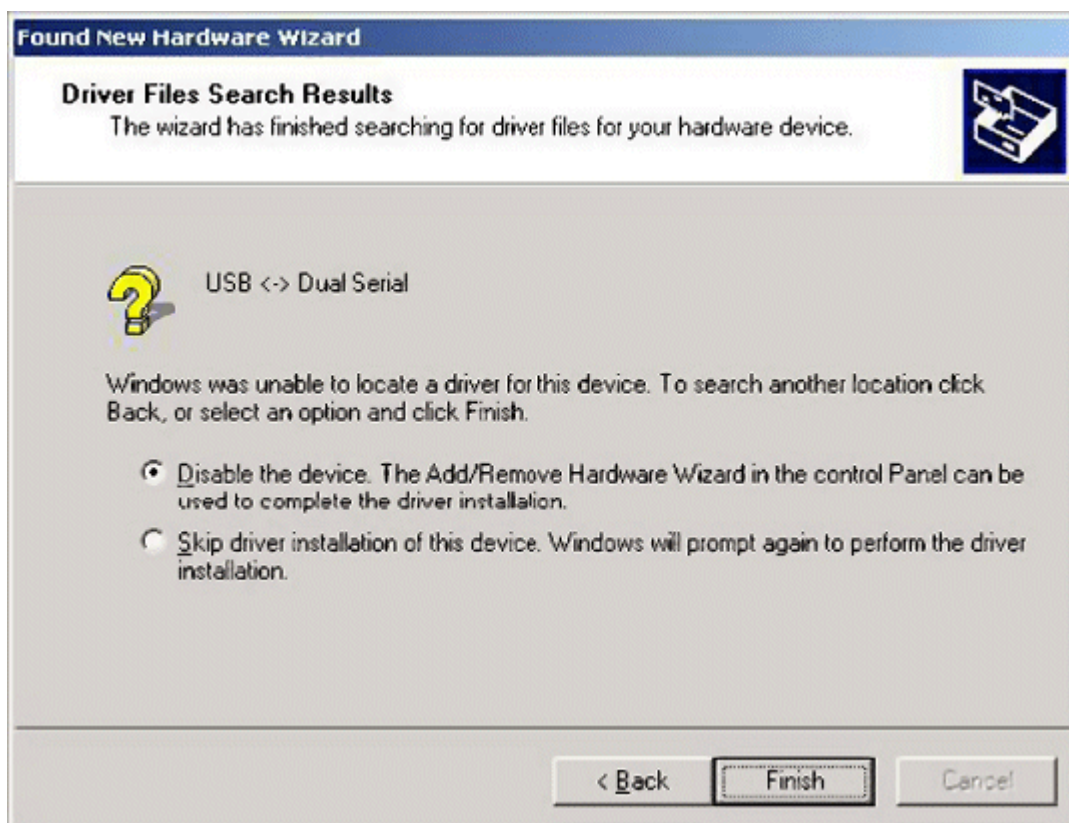 Found New Hardware Wizard
Driver Files Search Results
The wizard has finished searching for driver files for your hardware device.
USB <-> Dual Serial
Windows was unable to locate a driver for this device. To search another location click
Back, or select an option and click Finish.
Disable the device. The Add/Remove Hardware Wizard in the control Panel can be
used to complete the driver installation.
Skip driver installation of this device. Windows will prompt again to perform the driver
installation.
< Back
Finish
Cancel